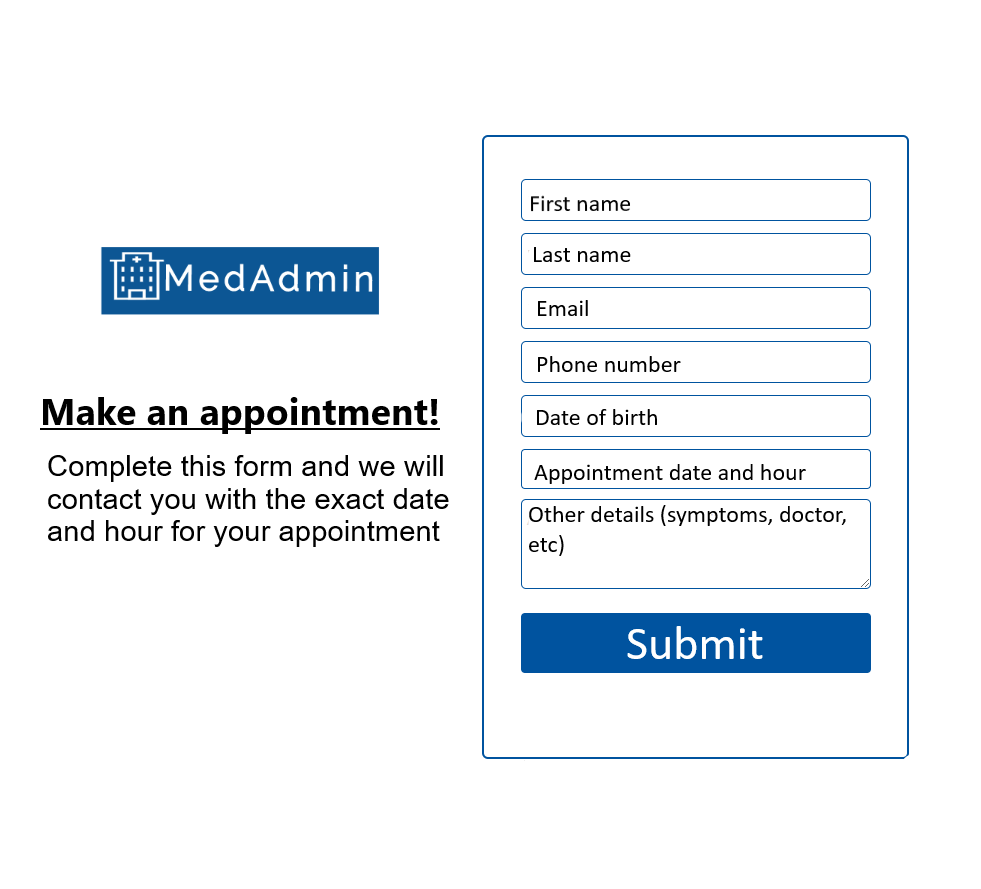 MedAdmin
Make an appointment!
Complete this form and we will
contact you with the exact date
and hour for your appointment
First name
Last name
Email
Phone number
Date of birth
Appointment date and hour
Other details (symptoms, doctor,
etc)
Submit